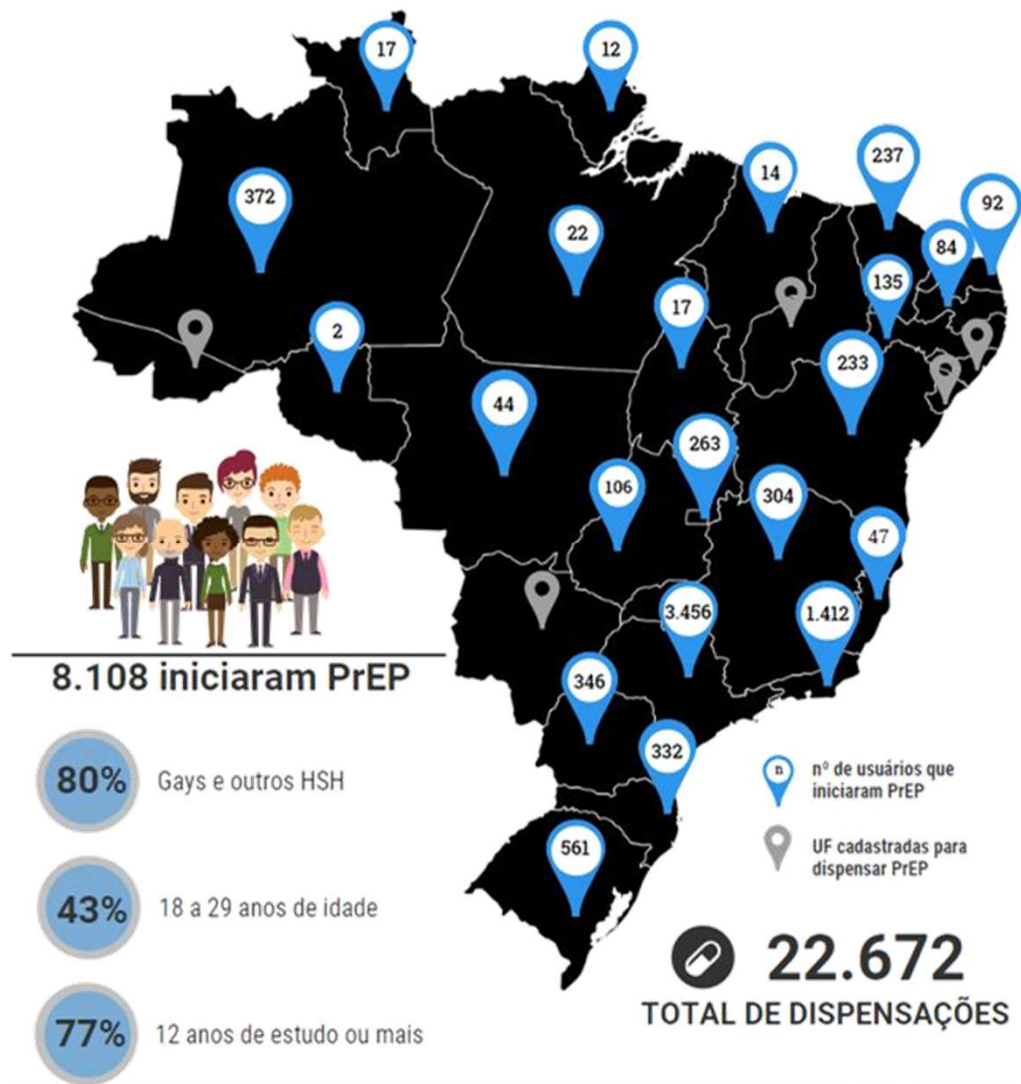 17
12
237
14
92
372
22
84
135
17
2
233
44
263
106
304
47
3.456
1.412
8.108 iniciaram PrEP
346
332
80%
Gays e outros HSH
n
nº de usuários que
iniciaram PrEP
561
UF cadastradas para
dispensar PrEP
43%
18 a 29 anos de idade
22.672
TOTAL DE DISPENSAÇÕES
77%
12 anos de estudo ou mais